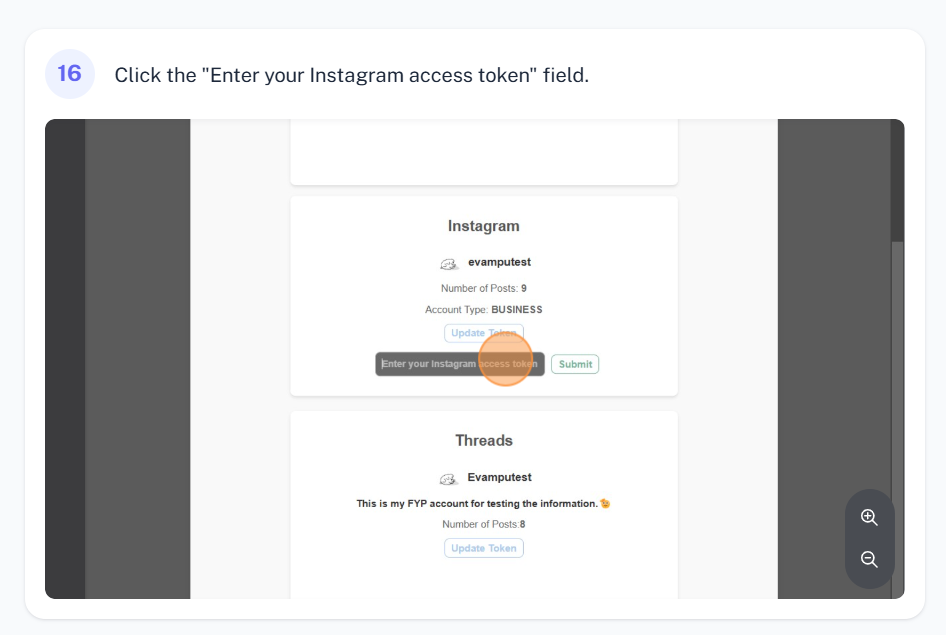 16 Click the "Enter your Instagram access token" field.
Instagram
evamputest
Number of Posts: 9
Account Type: BUSINESS
Update Token
Enter your Instagram access token Submit
Threads
Evamputest
This is my FYP account for testing the information.
Number of Posts:8
Update Token